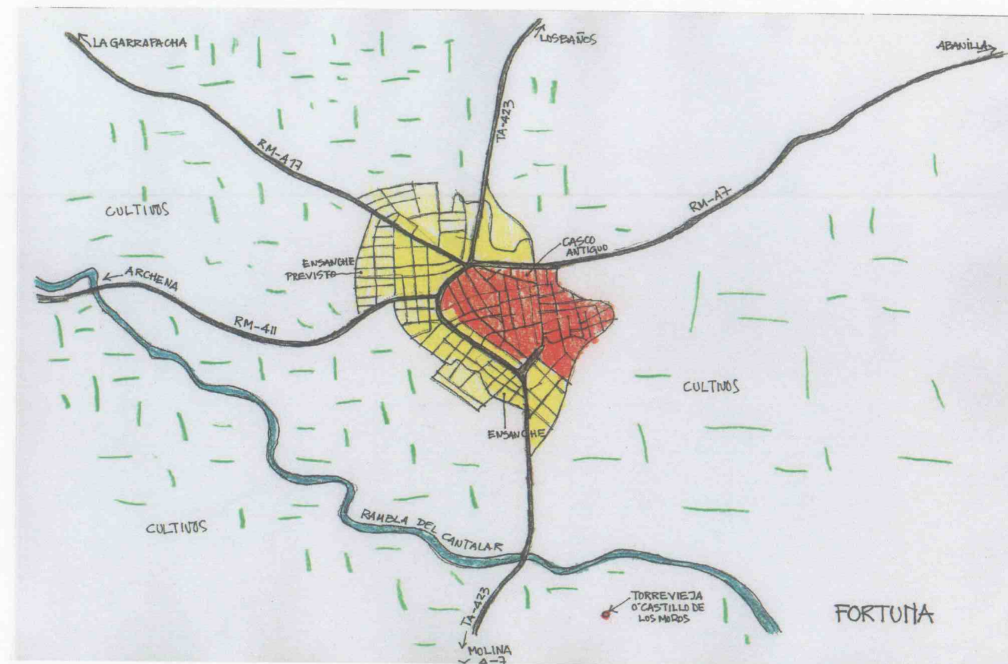 LA GARRAPACHA
LOS BAÑOS
ABANILLA
TA-423
RM-A17
RM-A7
CULTIVOS
CASCO
ANTIGUO
ENSANCHE
PREVISTO
ARCHENA
RM-411
CULTIVOS
ENSANCHE
CULTIVOS
RAMBLA DEL CANTALAR
TORREVIEJA
O CASTILLO DE
LOS MOROS
FORTUNA
TA-423
MOLINA
A-7